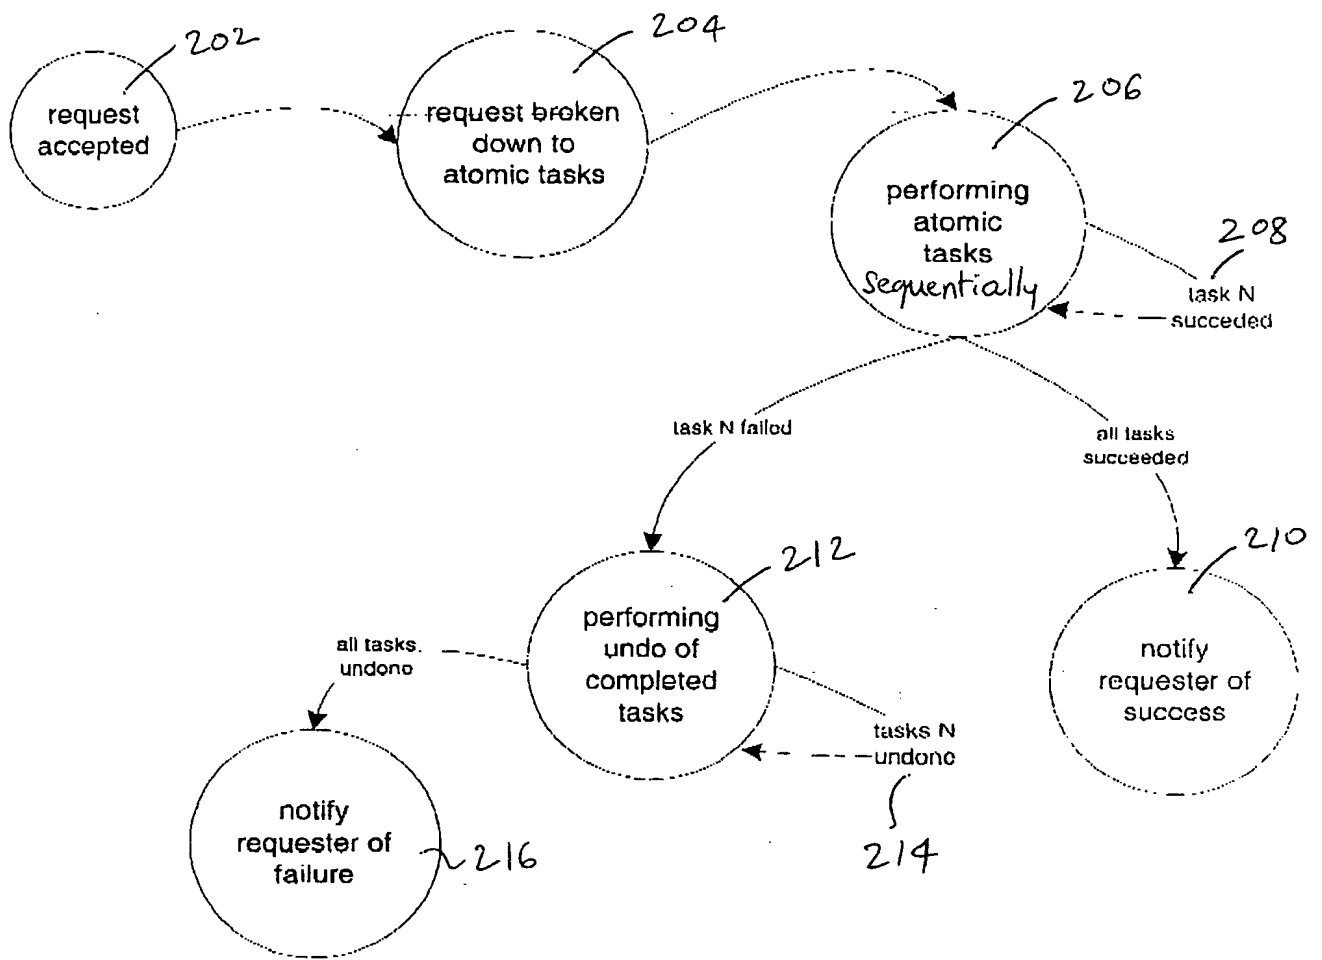 202
request
accepted
204
request broken
down to
atomic tasks
206
performing
atomic
tasks
sequentially
208
task N
succeded
task N failed
all tasks
succeeded
212
performing
undo of
completed
tasks
210
notify
requester of
success
all tasks
undone
tasks N
undone
214
notify
requester of
failure
216